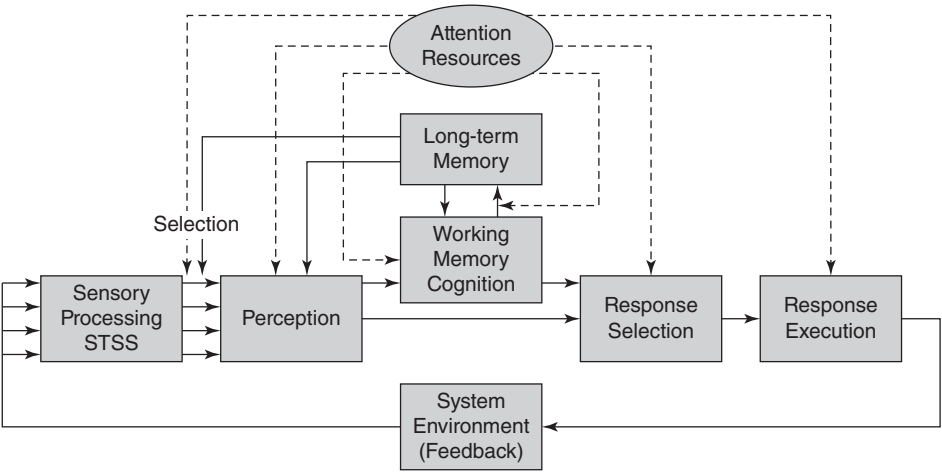 Attention
Resources
Long-term
Memory
Selection
Working
Memory
Cognition
Sensory
Processing
STSS
Perception
Response
Selection
Response
Execution
System
Environment
(Feedback)